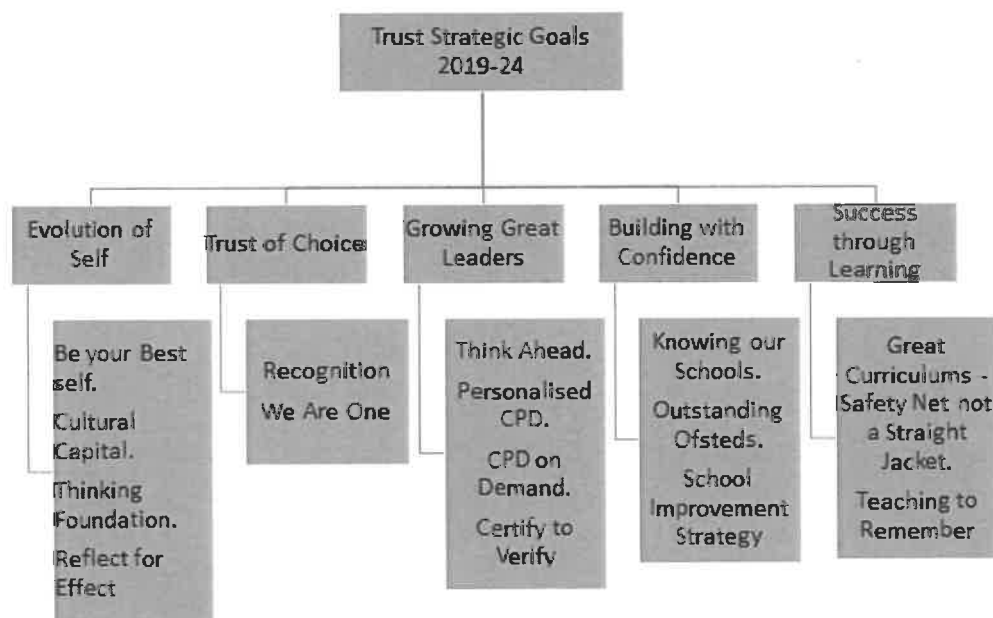 Trust Strategic Goals
2019-24
Evolution of
Self
Trust of Choice
Growing Great
Leaders
Building with
Confidence
Success
through
Learning
Be your Best
self.
Cultural
Capital.
Thinking
Foundation.
Reflect for
Effect
Recognition
We Are One
Think Ahead.
Personalised
CPD.
CPD on
Demand.
Certify to
Verify
Knowing our
Schools.
Outstanding
Ofsteds.
School
Improvement
Strategy
Great
Curriculums -
Safety Net not
a Straight
Jacket.
Teaching to
Remember